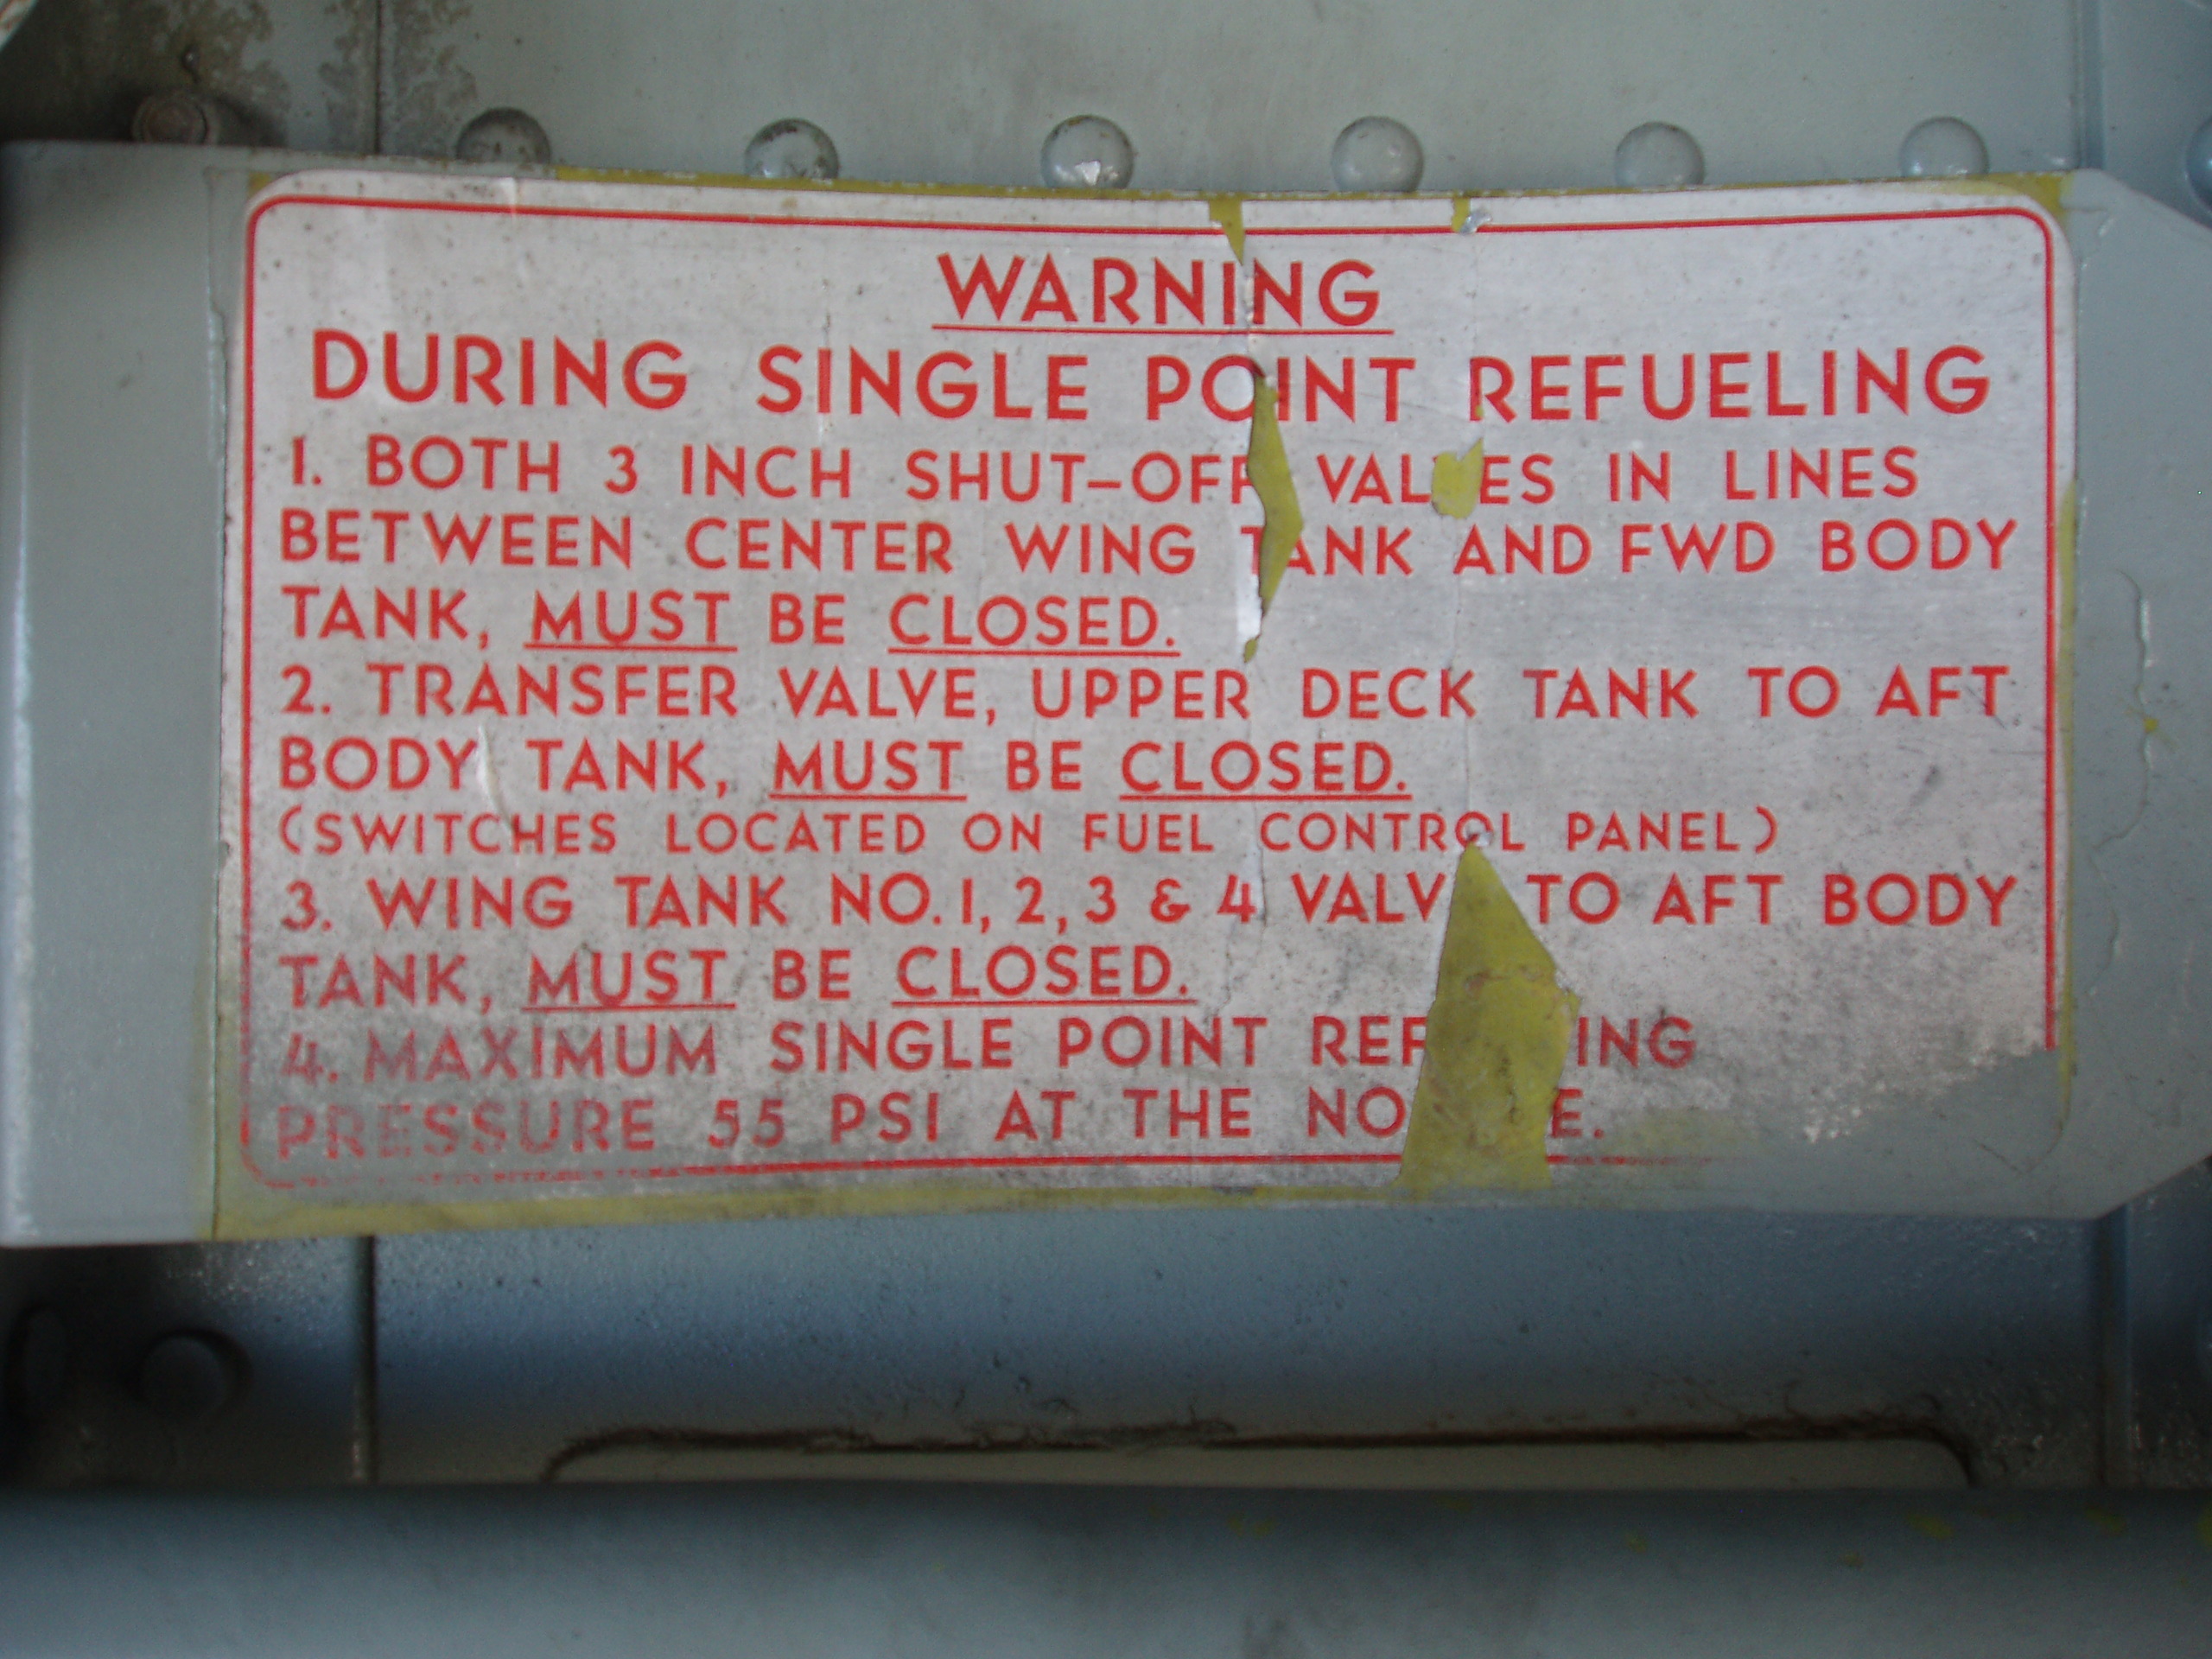 WARNING
DURING SINGLE POINT REFUELING
1. BOTH 3 INCH SHUT-OFF VALVES IN LINES
BETWEEN CENTER WING TANK AND FWD BODY
TANK, MUST BE CLOSED.
2. TRANSFER VALVE, UPPER DECK TANK TO AFT
BODY TANK, MUST BE CLOSED.
(SWITCHES LOCATED ON FUEL CONTROL PANEL)
3. WING TANK NO. 1, 2, 3 & 4 TO AFT BODY
TANK, MUST BE CLOSED.
4. MAXIMUM SINGLE POINT
PRESSURE 55 PSI AT THE